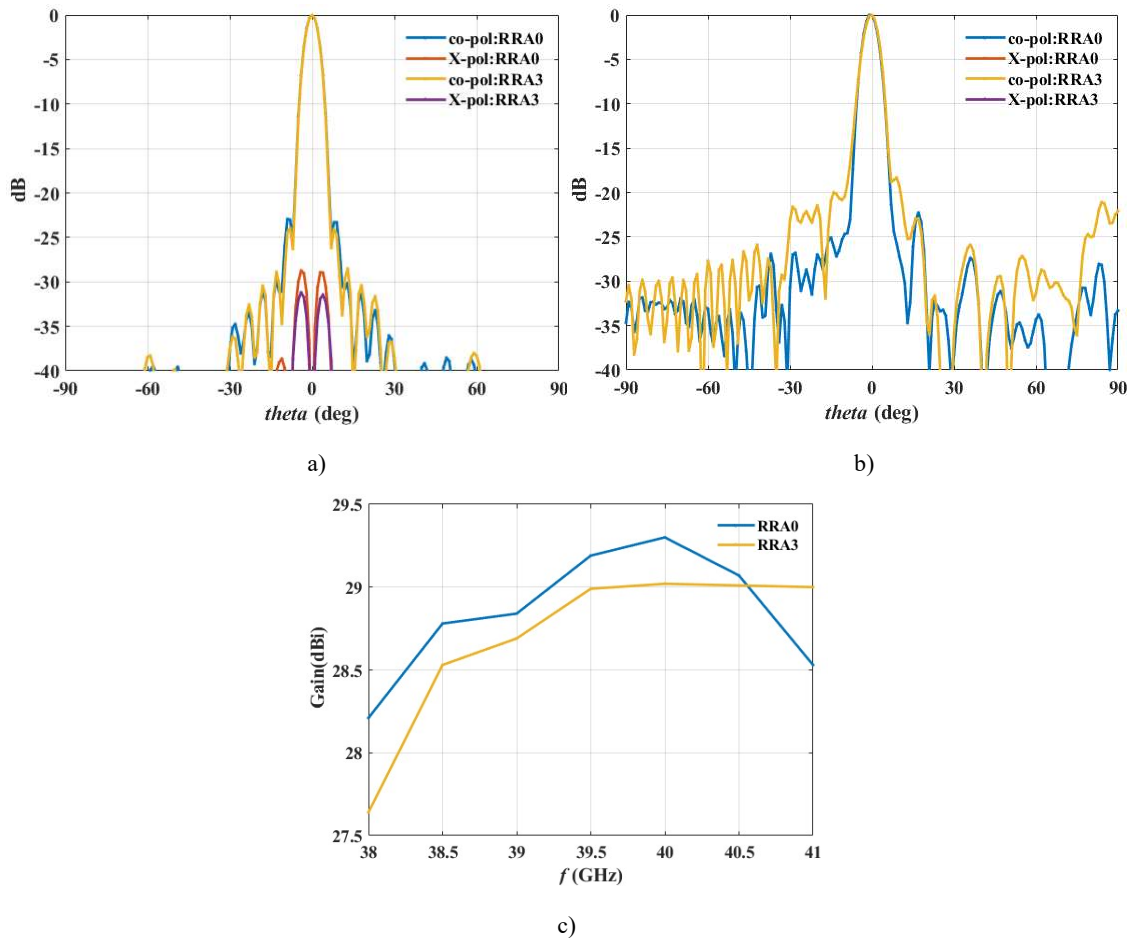 0
-5
-10
-15
-20
-25
-30
-35
-40
dB
-90
-60
-30
0
30
60
90
theta (deg)
co-pol:RRA0
X-pol:RRA0
co-pol:RRA3
X-pol:RRA3
a)
0
-5
-10
-15
-20
-25
-30
-35
-40
dB
-90
-60
-30
0
30
60
90
theta (deg)
co-pol:RRA0
X-pol:RRA0
co-pol:RRA3
X-pol:RRA3
b)
29.5
29
28.5
28
27.5
Gain(dBi)
38
38.5
39
39.5
40
40.5
41
f (GHz)
RRA0
RRA3
c)